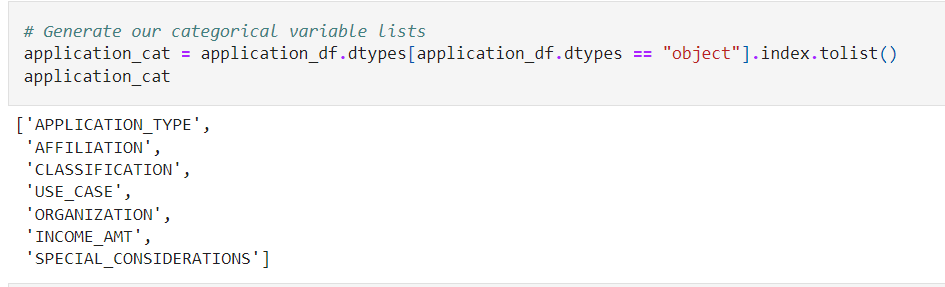 # Generate our categorical variable lists
application_cat = application_df.dtypes[application_df.dtypes == "object"].index.tolist()
application_cat
['APPLICATION_TYPE',
'AFFILIATION',
'CLASSIFICATION',
'USE_CASE',
'ORGANIZATION',
'INCOME_AMT',
'SPECIAL_CONSIDERATIONS']